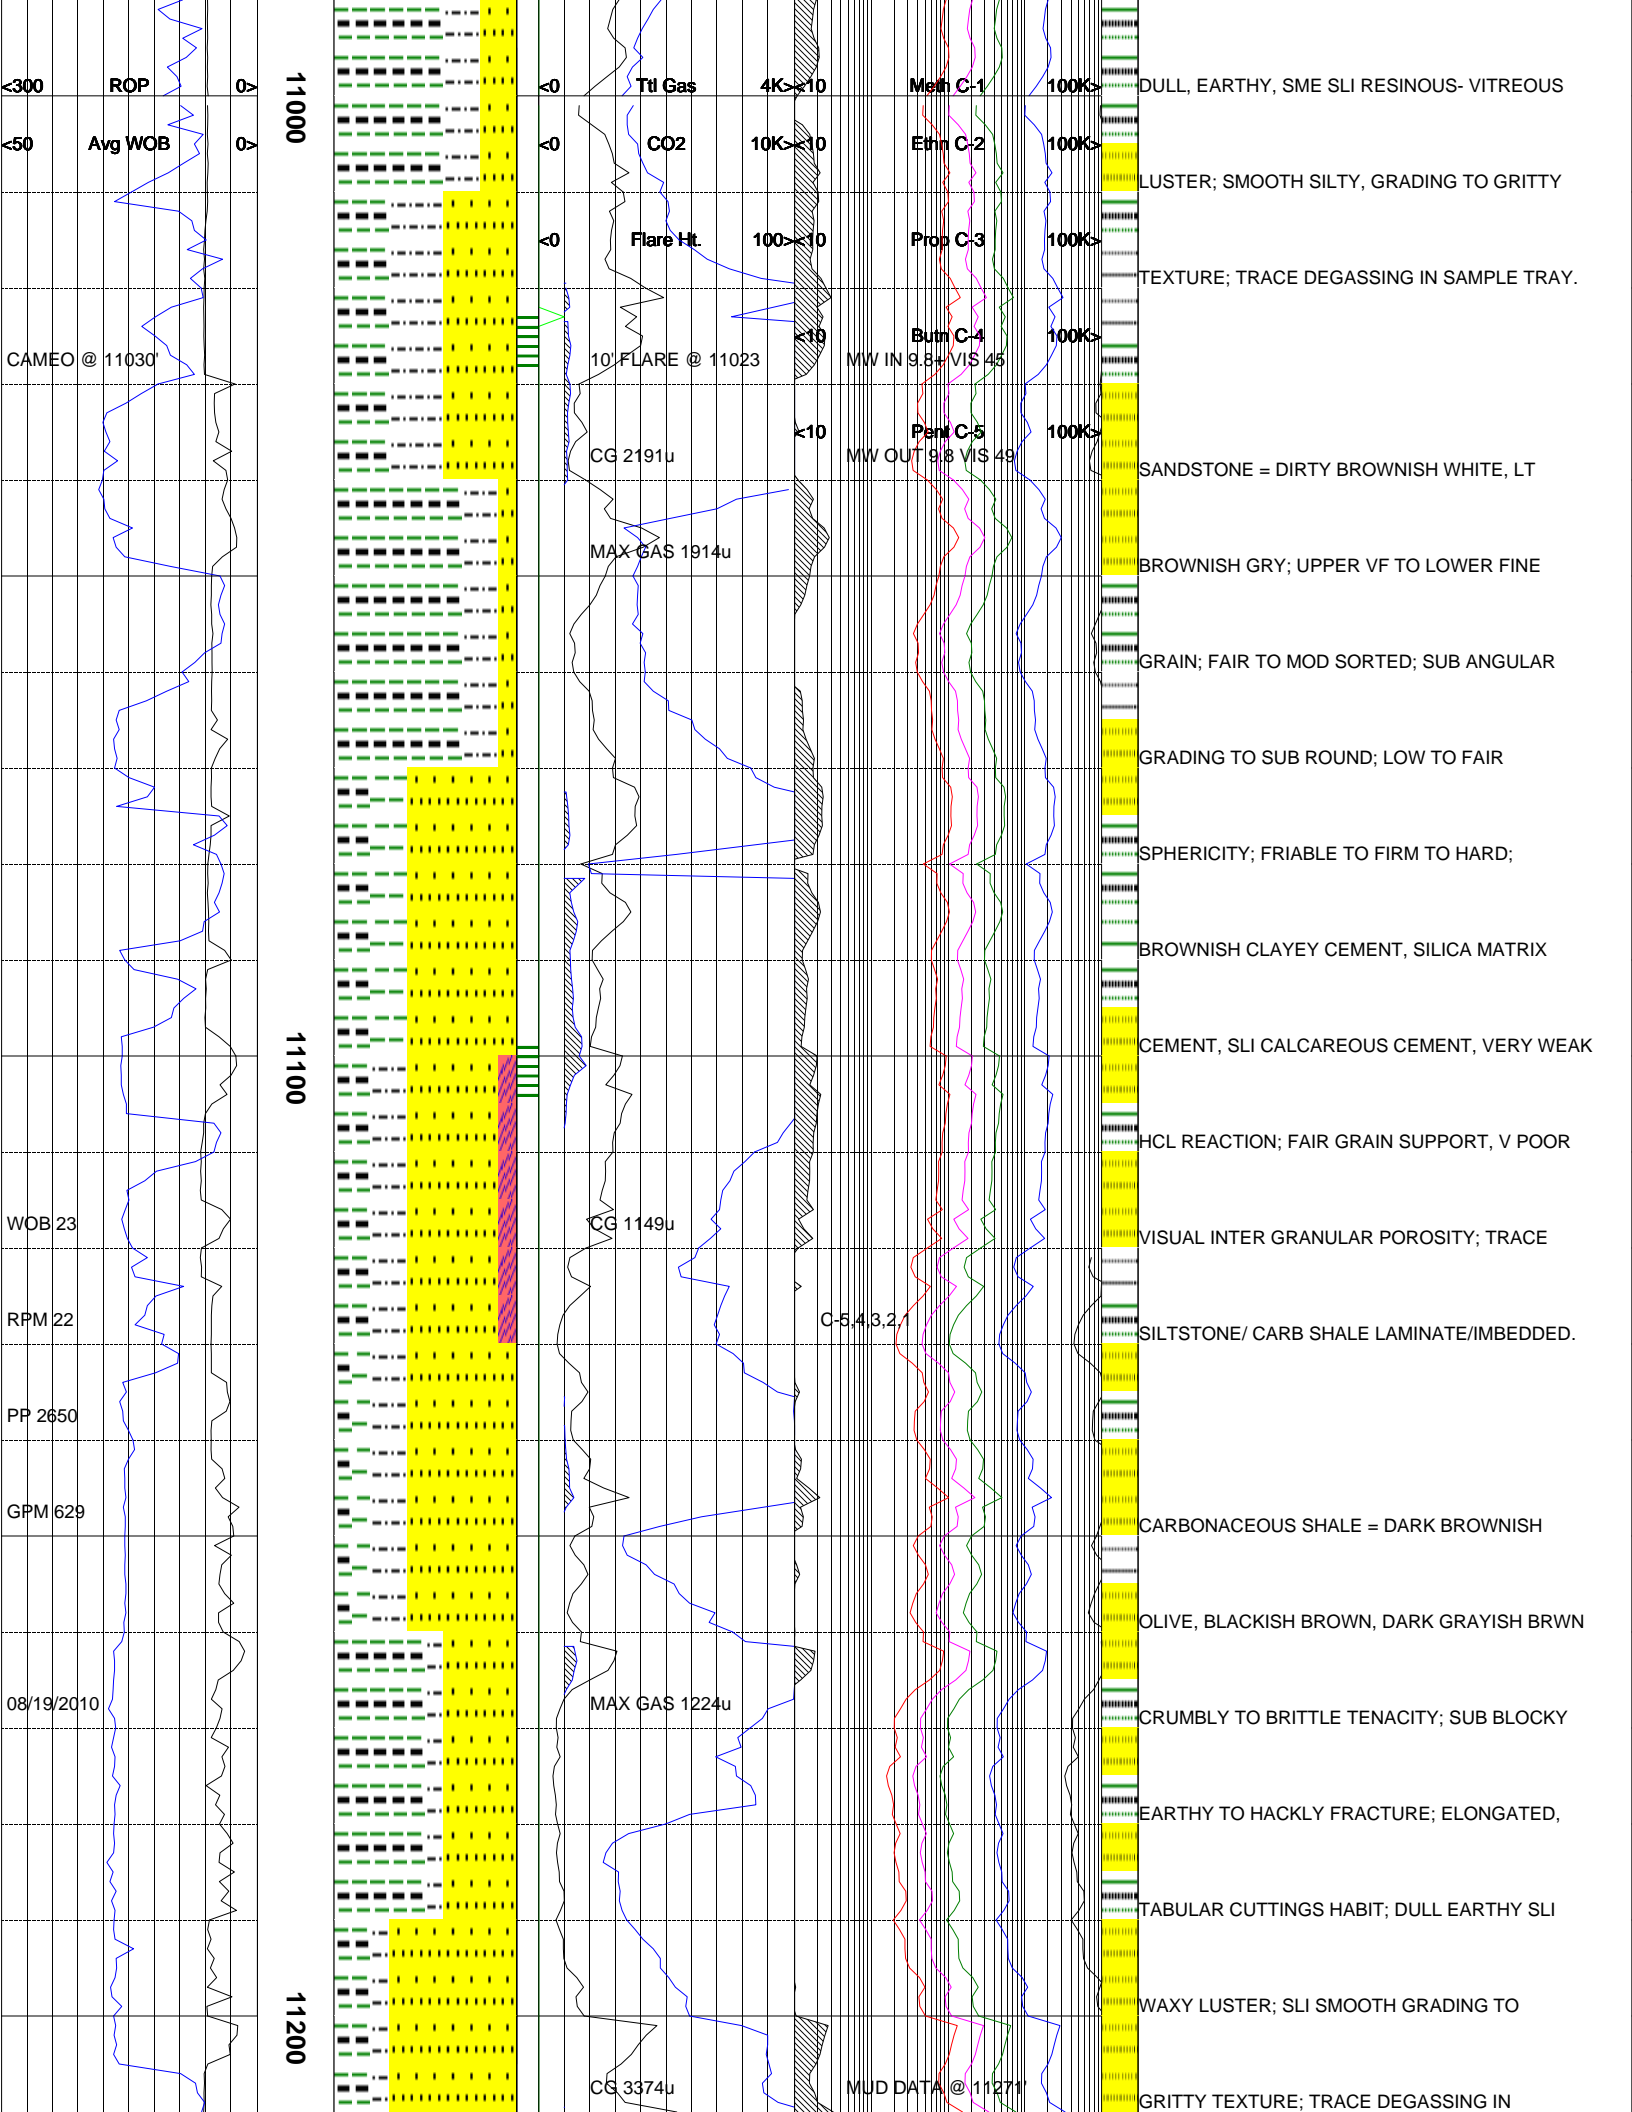 <300 ROP 0> <0 Ttl Gas 4K> <10 Meth C-1 100K> DULL, EARTHY, SME SLI RESINOUS- VITREOUS
11000
<50 Avg WOB 0> <0 CO2 10K> <10 Ethn C-2 100K>
LUSTER; SMOOTH SILTY, GRADING TO GRITTY
<0 Flare Ht. 100> <10 Prop C-3 100K>
TEXTURE; TRACE DEGASSING IN SAMPLE TRAY.
<10 Butn C-4 100K>
CAMEO @ 11030' 10' FLARE @ 11023 MW IN 9.8+ VIS 45
<10 Pent C-5 100K>
CG 2191u MW OUT 9.8 VIS 49
SANDSTONE = DIRTY BROWNISH WHITE, LT
MAX GAS 1914u
BROWNISH GRY; UPPER VF TO LOWER FINE
GRAIN; FAIR TO MOD SORTED; SUB ANGULAR
GRADING TO SUB ROUND; LOW TO FAIR
SPHERICITY; FRIABLE TO FIRM TO HARD;
BROWNISH CLAYEY CEMENT, SILICA MATRIX
11100
CEMENT, SLI CALCAREOUS CEMENT, VERY WEAK
HCL REACTION; FAIR GRAIN SUPPORT, V POOR
WOB 23 CG 1149u
VISUAL INTER GRANULAR POROSITY; TRACE
RPM 22 C-5,4,3,2,1
SILTSTONE/ CARB SHALE LAMINATE/IMBEDDED.
PP 2650
GPM 629
CARBONACEOUS SHALE = DARK BROWNISH
OLIVE, BLACKISH BROWN, DARK GRAYISH BRWN
08/19/2010 MAX GAS 1224u
CRUMBLY TO BRITTLE TENACITY; SUB BLOCKY
EARTHY TO HACKLY FRACTURE; ELONGATED,
TABULAR CUTTINGS HABIT; DULL EARTHY SLI
WAXY LUSTER; SLI SMOOTH GRADING TO
11200
CG 3374u MUD DATA @ 11271'
GRITTY TEXTURE; TRACE DEGASSING IN